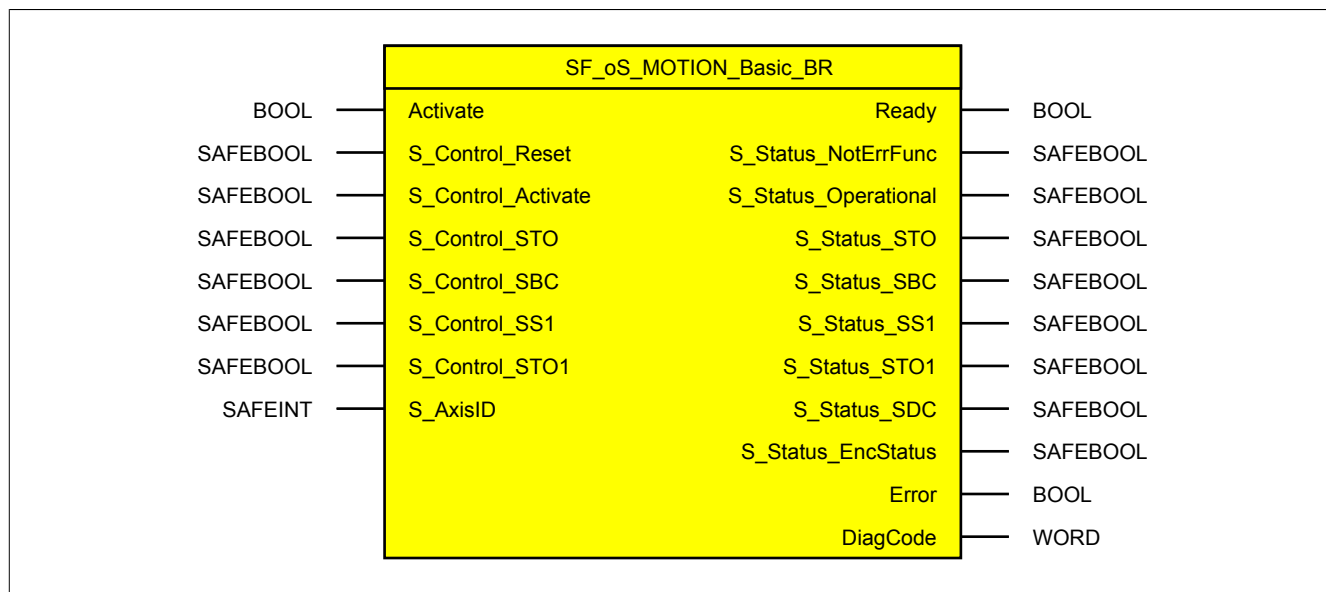 SF_oS_MOTION_Basic_BR
BOOL Activate Ready BOOL
SAFEBOOL S_Control_Reset S_Status_NotErrFunc SAFEBOOL
SAFEBOOL S_Control_Activate S_Status_Operational SAFEBOOL
SAFEBOOL S_Control_STO S_Status_STO SAFEBOOL
SAFEBOOL S_Control_SBC S_Status_SBC SAFEBOOL
SAFEBOOL S_Control_SS1 S_Status_SS1 SAFEBOOL
SAFEBOOL S_Control_STO1 S_Status_STO1 SAFEBOOL
SAFEINT S_AxisID S_Status_SDC SAFEBOOL
S_Status_EncStatus SAFEBOOL
Error BOOL
DiagCode WORD